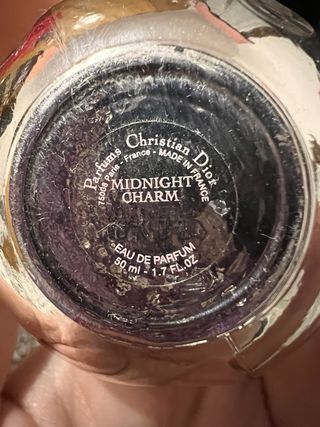 Parfums Christian Dior
75008 Paris - France - MADE IN FRANCE
MIDNIGHT
CHARM
EAU DE PARFUM
50 ml - 1.7 FL.OZ